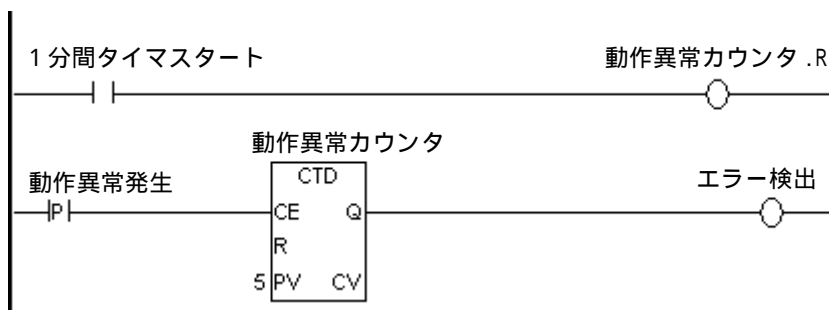 1分間タイマスタート 動作異常カウンタ.R
動作異常カウンタ
動作異常発生 CTD エラー検出
P CE Q
R
5 PV CV